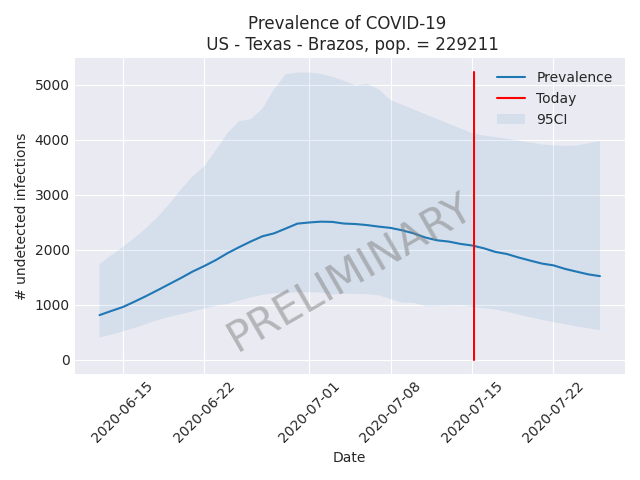 Prevalence of COVID-19
US - Texas - Brazos, pop. = 229211
# undetected infections
5000
4000
3000
2000
1000
0
Prevalence
Today
95CI
PRELIMINARY
2020-06-15
2020-06-22
2020-07-01
2020-07-08
2020-07-15
2020-07-22
Date